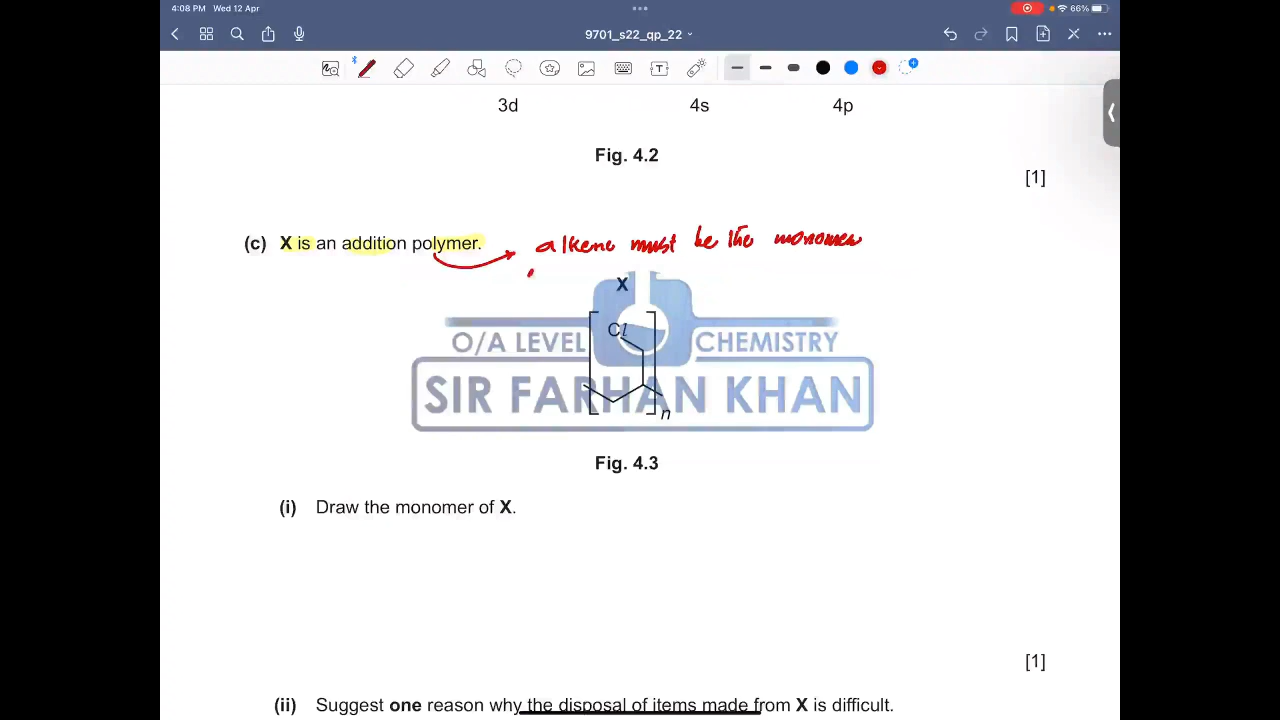 4:08 PM Wed 12 Apr
66%
9701_s22_qp_22
T
3d 4s 4p
Fig. 4.2
[1]
(c) X is an addition polymer. alkene must be the monomer
X
Cl
n
O/A LEVEL CHEMISTRY
SIR FARHAN KHAN
Fig. 4.3
(i) Draw the monomer of X.
[1]
(ii) Suggest one reason why the disposal of items made from X is difficult.